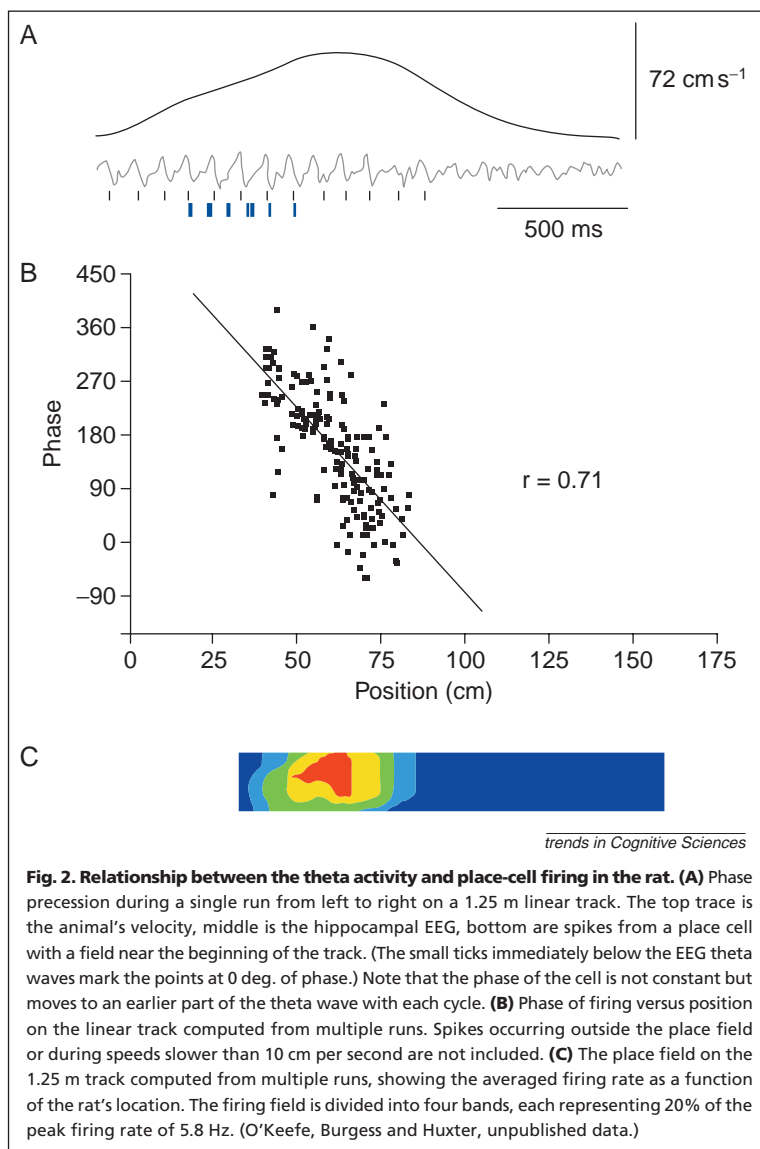 A
72 cm s–1
500 ms
B
450
360
270
180
90
0
–90
Phase
r = 0.71
0 25 50 75 100 125 150 175
Position (cm)
C
trends in Cognitive Sciences
Fig. 2. Relationship between the theta activity and place-cell firing in the rat. (A) Phase
precession during a single run from left to right on a 1.25 m linear track. The top trace is
the animal's velocity, middle is the hippocampal EEG, bottom are spikes from a place cell
with a field near the beginning of the track. (The small ticks immediately below the EEG theta
waves mark the points at 0 deg. of phase.) Note that the phase of the cell is not constant but
moves to an earlier part of the theta wave with each cycle. (B) Phase of firing versus position
on the linear track computed from multiple runs. Spikes occurring outside the place field
or during speeds slower than 10 cm per second are not included. (C) The place field on the
1.25 m track computed from multiple runs, showing the averaged firing rate as a function
of the rat's location. The firing field is divided into four bands, each representing 20% of the
peak firing rate of 5.8 Hz. (O'Keefe, Burgess and Huxter, unpublished data.)